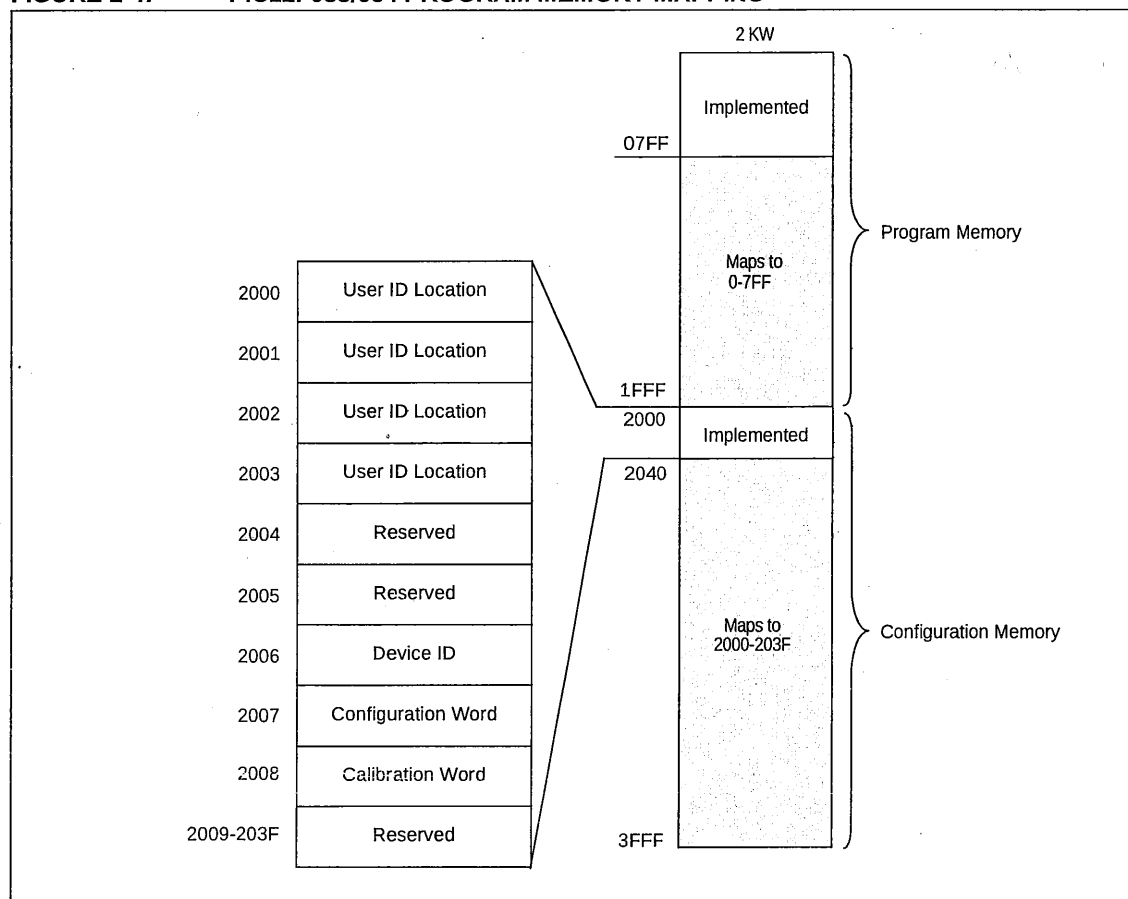 2 KW
Implemented
07FF
Program Memory
Maps to
0-7FF
2000 User ID Location
2001 User ID Location
1FFF
2002 User ID Location
2000
Implemented
2003 User ID Location
2040
2004 Reserved
2005 Reserved
Maps to
2000-203F
Configuration Memory
2006 Device ID
2007 Configuration Word
2008 Calibration Word
2009-203F Reserved
3FFF